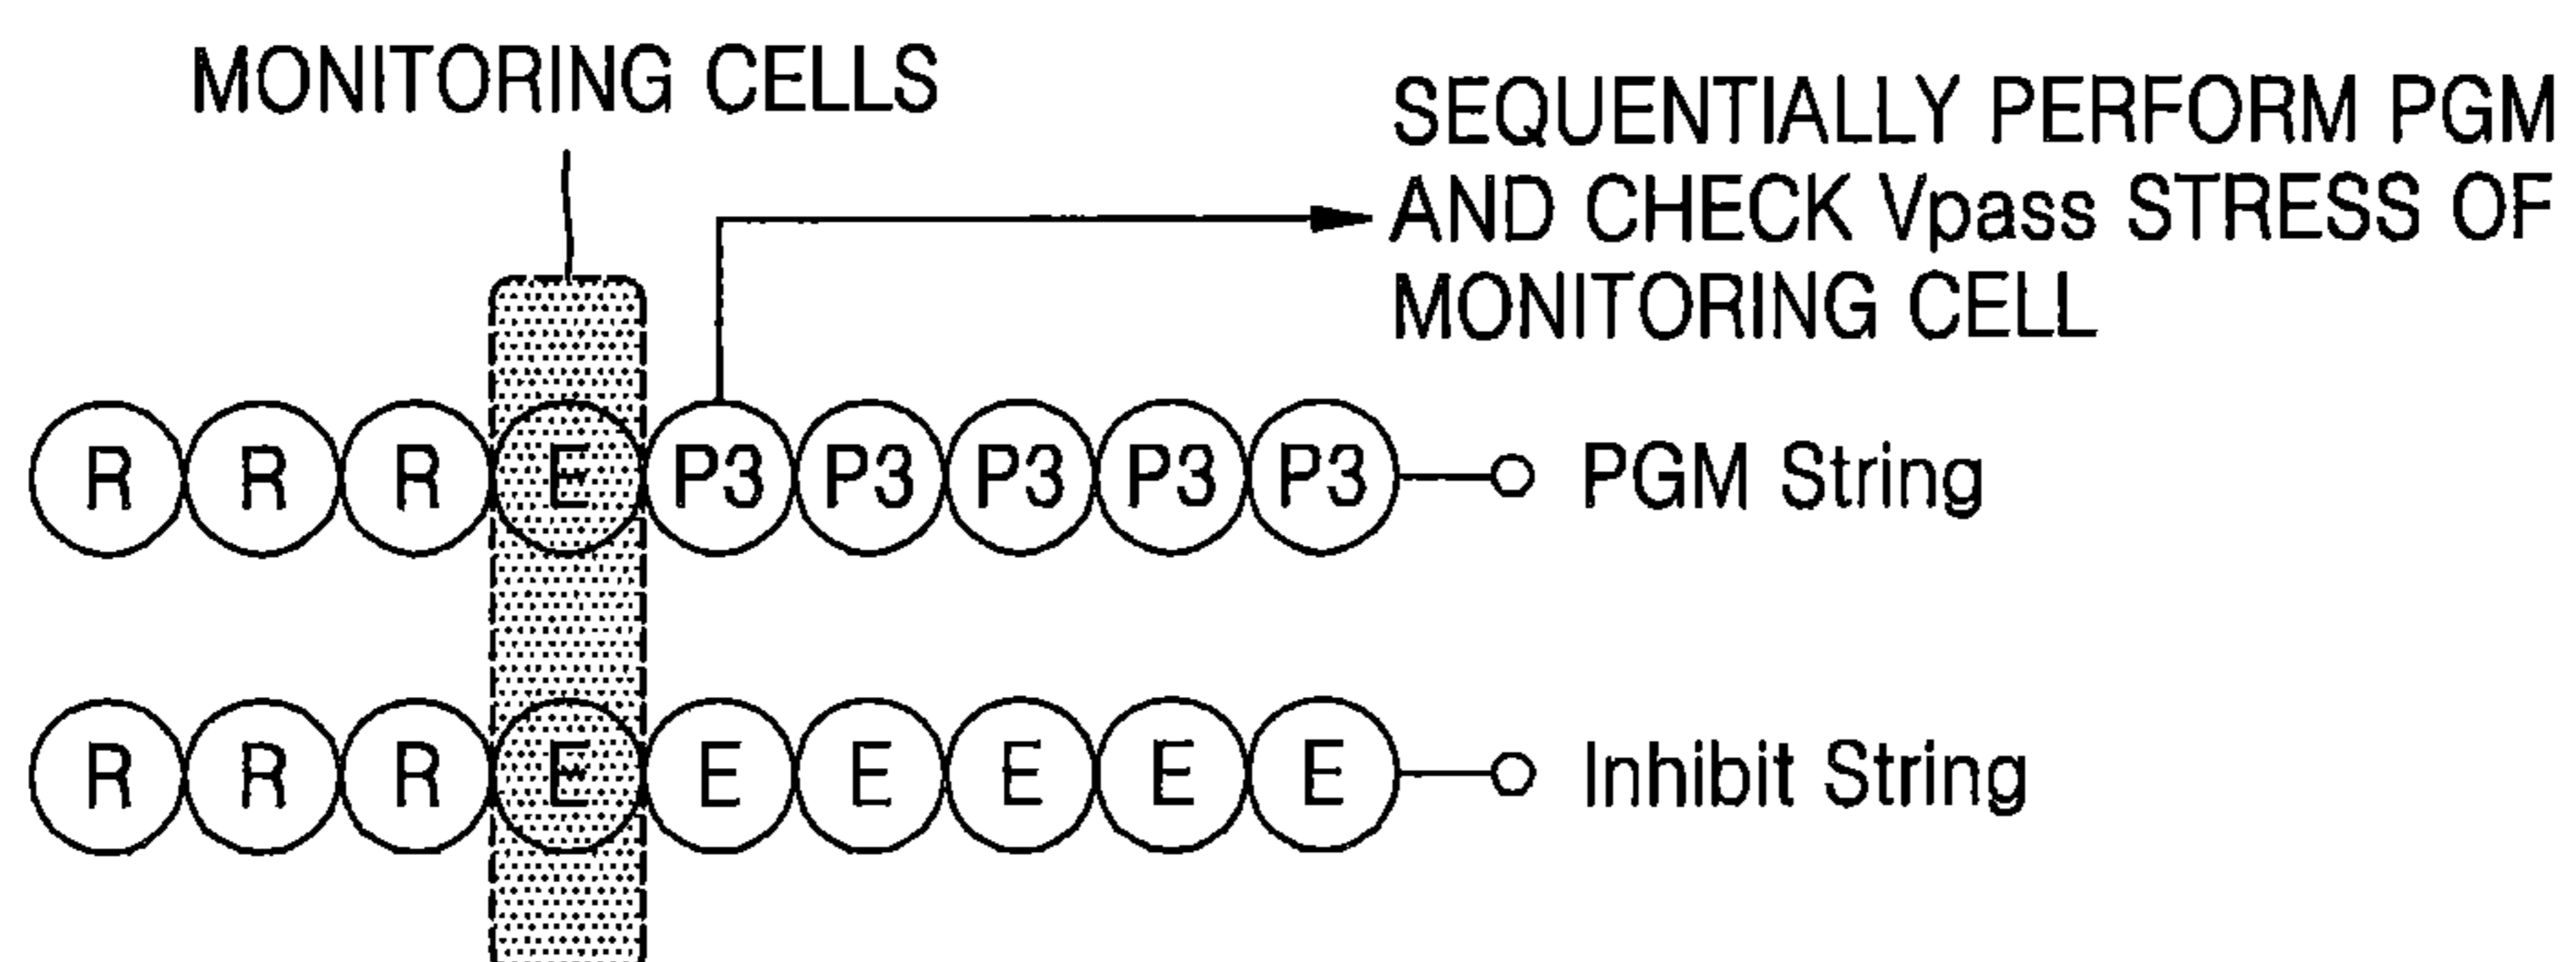 MONITORING CELLS
SEQUENTIALLY PERFORM PGM
AND CHECK Vpass STRESS OF
MONITORING CELL
R R R E P3 P3 P3 P3 P3 PGM String
R R R E E E E E E Inhibit String